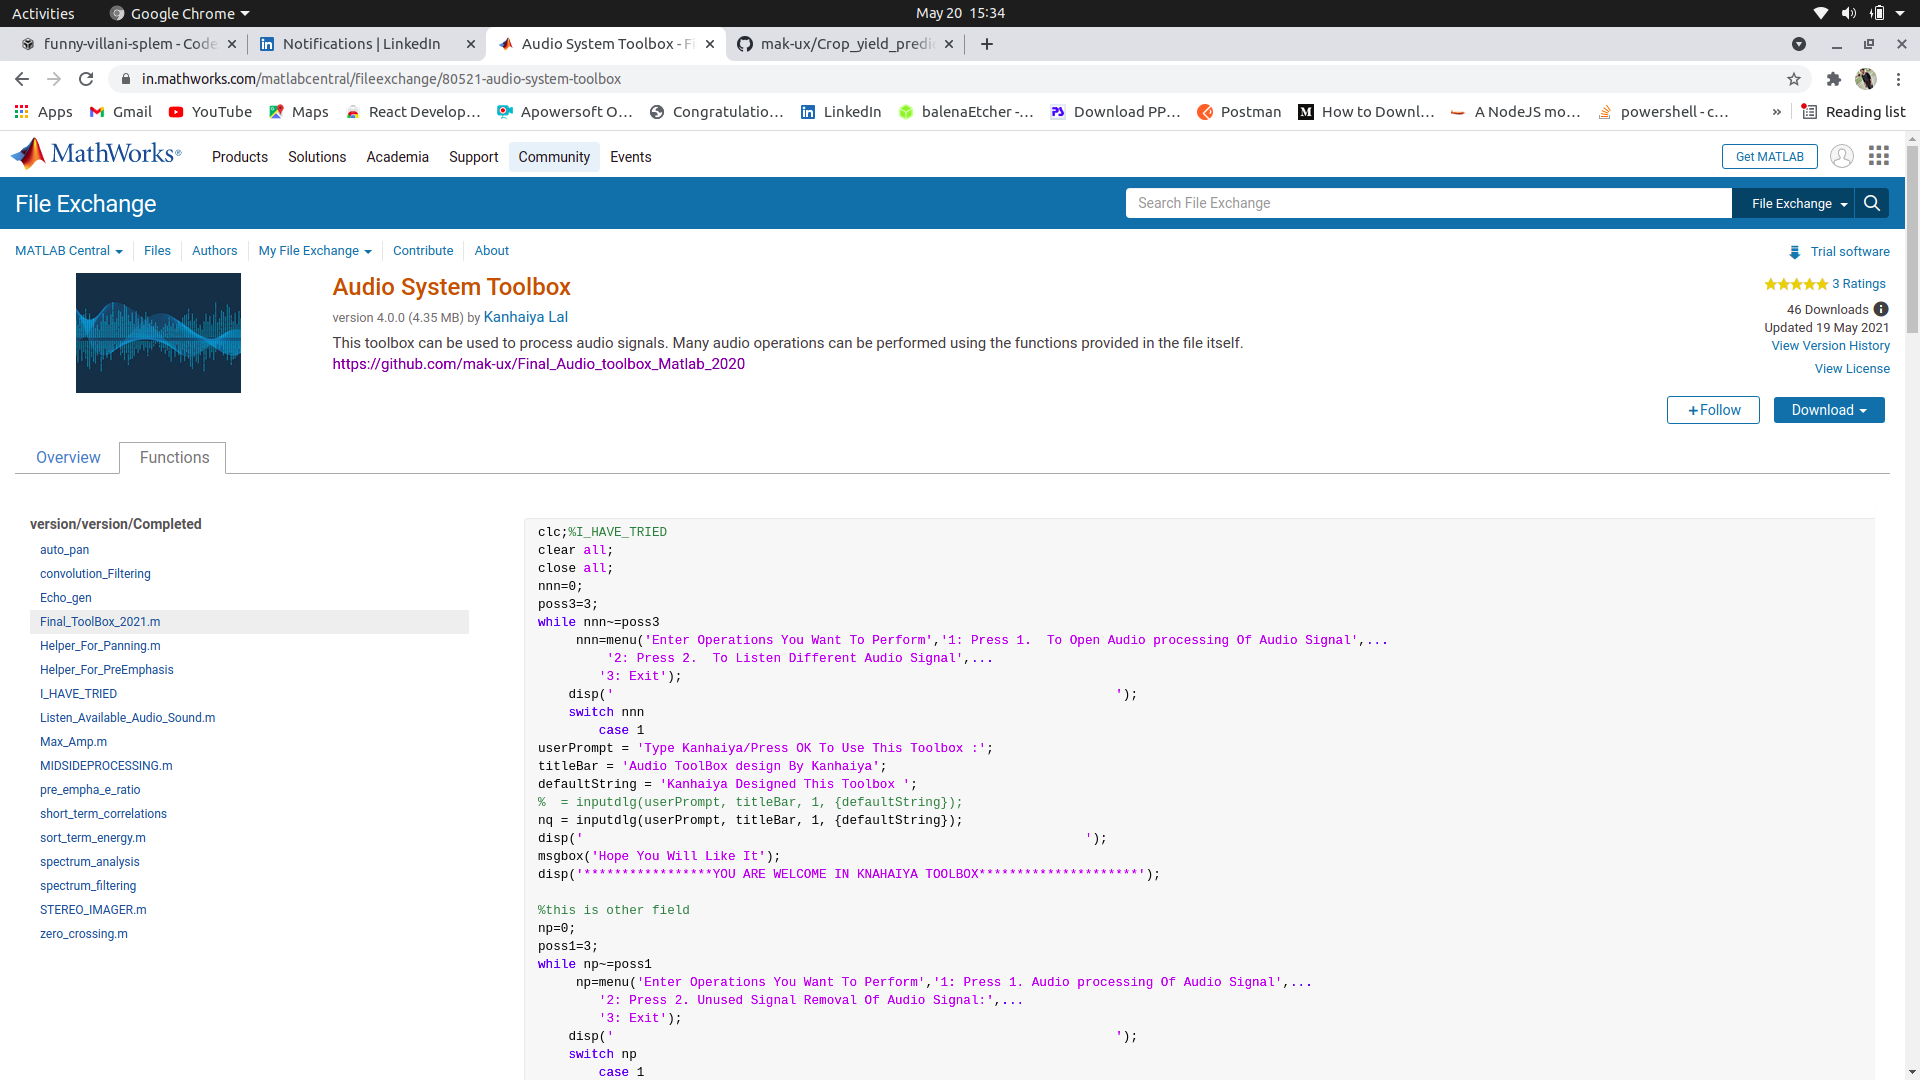 Activities Google Chrome May 20 15:34
funny-villani-splem - Code Notifications | LinkedIn Audio System Toolbox - Fi mak-ux/Crop_yield_predic
in.mathworks.com/matlabcentral/fileexchange/80521-audio-system-toolbox
Apps Gmail YouTube Maps React Develop... Apowersoft O... Congratulatio... LinkedIn balenaEtcher -... Download PP... Postman How to Downl... A NodeJS mo... powershell - c... » Reading list
MathWorks® Products Solutions Academia Support Community Events Get MATLAB
File Exchange Search File Exchange File Exchange
MATLAB Central Files Authors My File Exchange Contribute About Trial software
Audio System Toolbox
3 Ratings
version 4.0.0 (4.35 MB) by Kanhaiya Lal
46 Downloads
This toolbox can be used to process audio signals. Many audio operations can be performed using the functions provided in the file itself.
Updated 19 May 2021
https://github.com/mak-ux/Final_Audio_toolbox_Matlab_2020
View Version History
View License
+Follow Download
Overview Functions
version/version/Completed
auto_pan
convolution_Filtering
Echo_gen
Final_ToolBox_2021.m
Helper_For_Panning.m
Helper_For_PreEmphasis
I_HAVE_TRIED
Listen_Available_Audio_Sound.m
Max_Amp.m
MIDSIDEPROCESSING.m
pre_empha_e_ratio
short_term_correlations
sort_term_energy.m
spectrum_analysis
spectrum_filtering
STEREO_IMAGER.m
zero_crossing.m
clc;%I_HAVE_TRIED
clear all;
close all;
nnn=0;
poss3=3;
while nnn~=poss3
nnn=menu('Enter Operations You Want To Perform','1: Press 1.  To Open Audio processing Of Audio Signal',...
'2: Press 2.  To Listen Different Audio Signal',...
'3: Exit');
disp('                                                                  ');
switch nnn
case 1
userPrompt = 'Type Kanhaiya/Press OK To Use This Toolbox :';
titleBar = 'Audio ToolBox design By Kanhaiya';
defaultString = 'Kanhaiya Designed This Toolbox ';
%  = inputdlg(userPrompt, titleBar, 1, {defaultString});
nq = inputdlg(userPrompt, titleBar, 1, {defaultString});
disp('                                                                  ');
msgbox('Hope You Will Like It');
disp('*****************YOU ARE WELCOME IN KNAHAIYA TOOLBOX*********************');
%this is other field
np=0;
poss1=3;
while np~=poss1
np=menu('Enter Operations You Want To Perform','1: Press 1. Audio processing Of Audio Signal',...
'2: Press 2. Unused Signal Removal Of Audio Signal:',...
'3: Exit');
disp('                                                                  ');
switch np
case 1